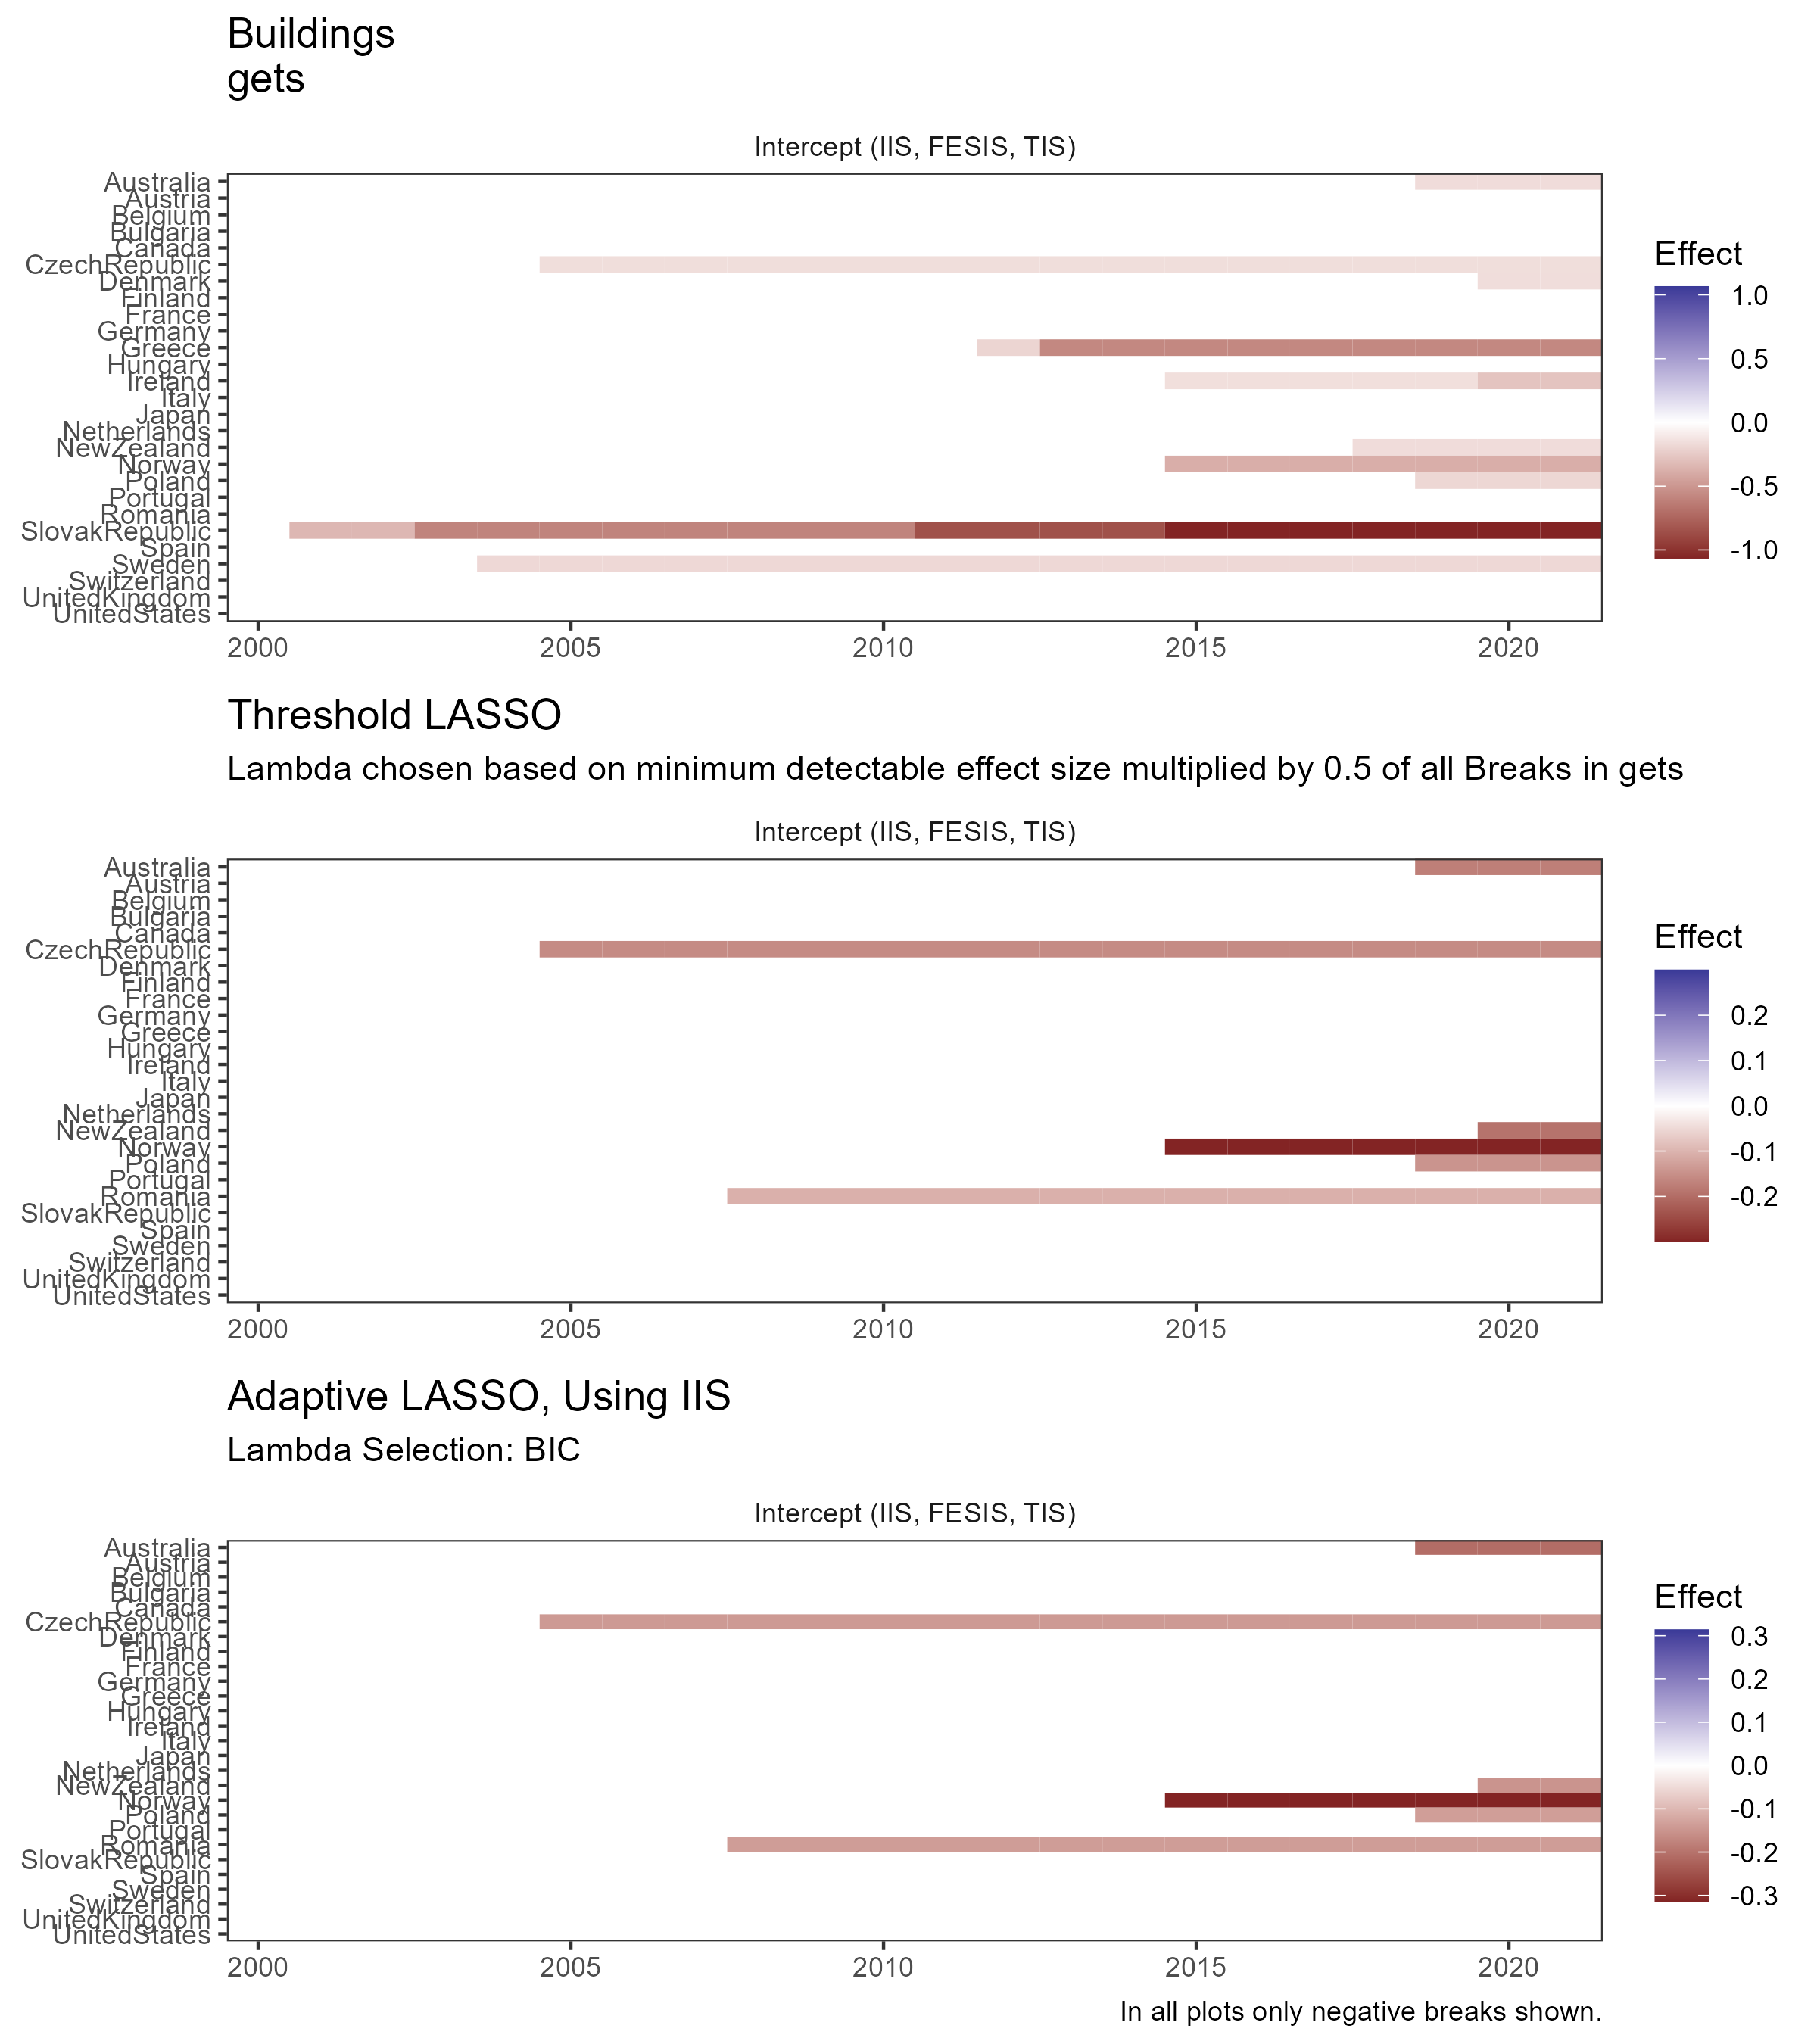 Buildings
gets
Intercept (IIS, FESIS, TIS)
Australia
Austria
Belgium
Bulgaria
Canada
CzechRepublic
Denmark
Finland
France
Germany
Greece
Hungary
Ireland
Italy
Japan
Netherlands
NewZealand
Norway
Poland
Portugal
Romania
SlovakRepublic
Spain
Sweden
Switzerland
UnitedKingdom
UnitedStates
2000 2005 2010 2015 2020
Effect
1.0
0.5
0.0
-0.5
-1.0
Threshold LASSO
Lambda chosen based on minimum detectable effect size multiplied by 0.5 of all Breaks in gets
Intercept (IIS, FESIS, TIS)
Australia
Austria
Belgium
Bulgaria
Canada
CzechRepublic
Denmark
Finland
France
Germany
Greece
Hungary
Ireland
Italy
Japan
Netherlands
NewZealand
Norway
Poland
Portugal
Romania
SlovakRepublic
Spain
Sweden
Switzerland
UnitedKingdom
UnitedStates
2000 2005 2010 2015 2020
Effect
0.2
0.1
0.0
-0.1
-0.2
Adaptive LASSO, Using IIS
Lambda Selection: BIC
Intercept (IIS, FESIS, TIS)
Australia
Austria
Belgium
Bulgaria
Canada
CzechRepublic
Denmark
Finland
France
Germany
Greece
Hungary
Ireland
Italy
Japan
Netherlands
NewZealand
Norway
Poland
Portugal
Romania
SlovakRepublic
Spain
Sweden
Switzerland
UnitedKingdom
UnitedStates
2000 2005 2010 2015 2020
Effect
0.3
0.2
0.1
0.0
-0.1
-0.2
-0.3
In all plots only negative breaks shown.